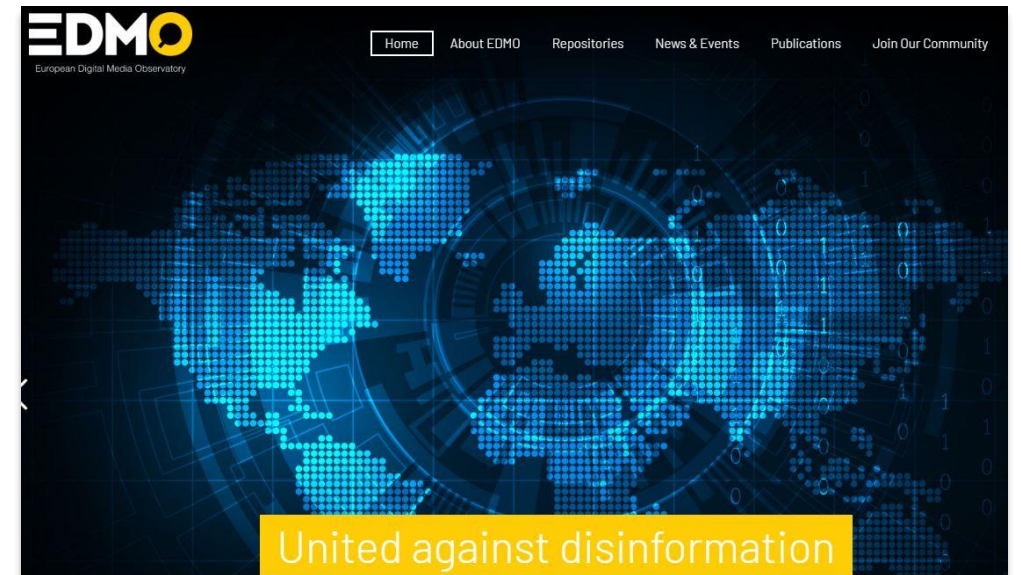 EDMO
European Digital Media Observatory
Home About EDMO Repositories News & Events Publications Join Our Community
United against disinformation